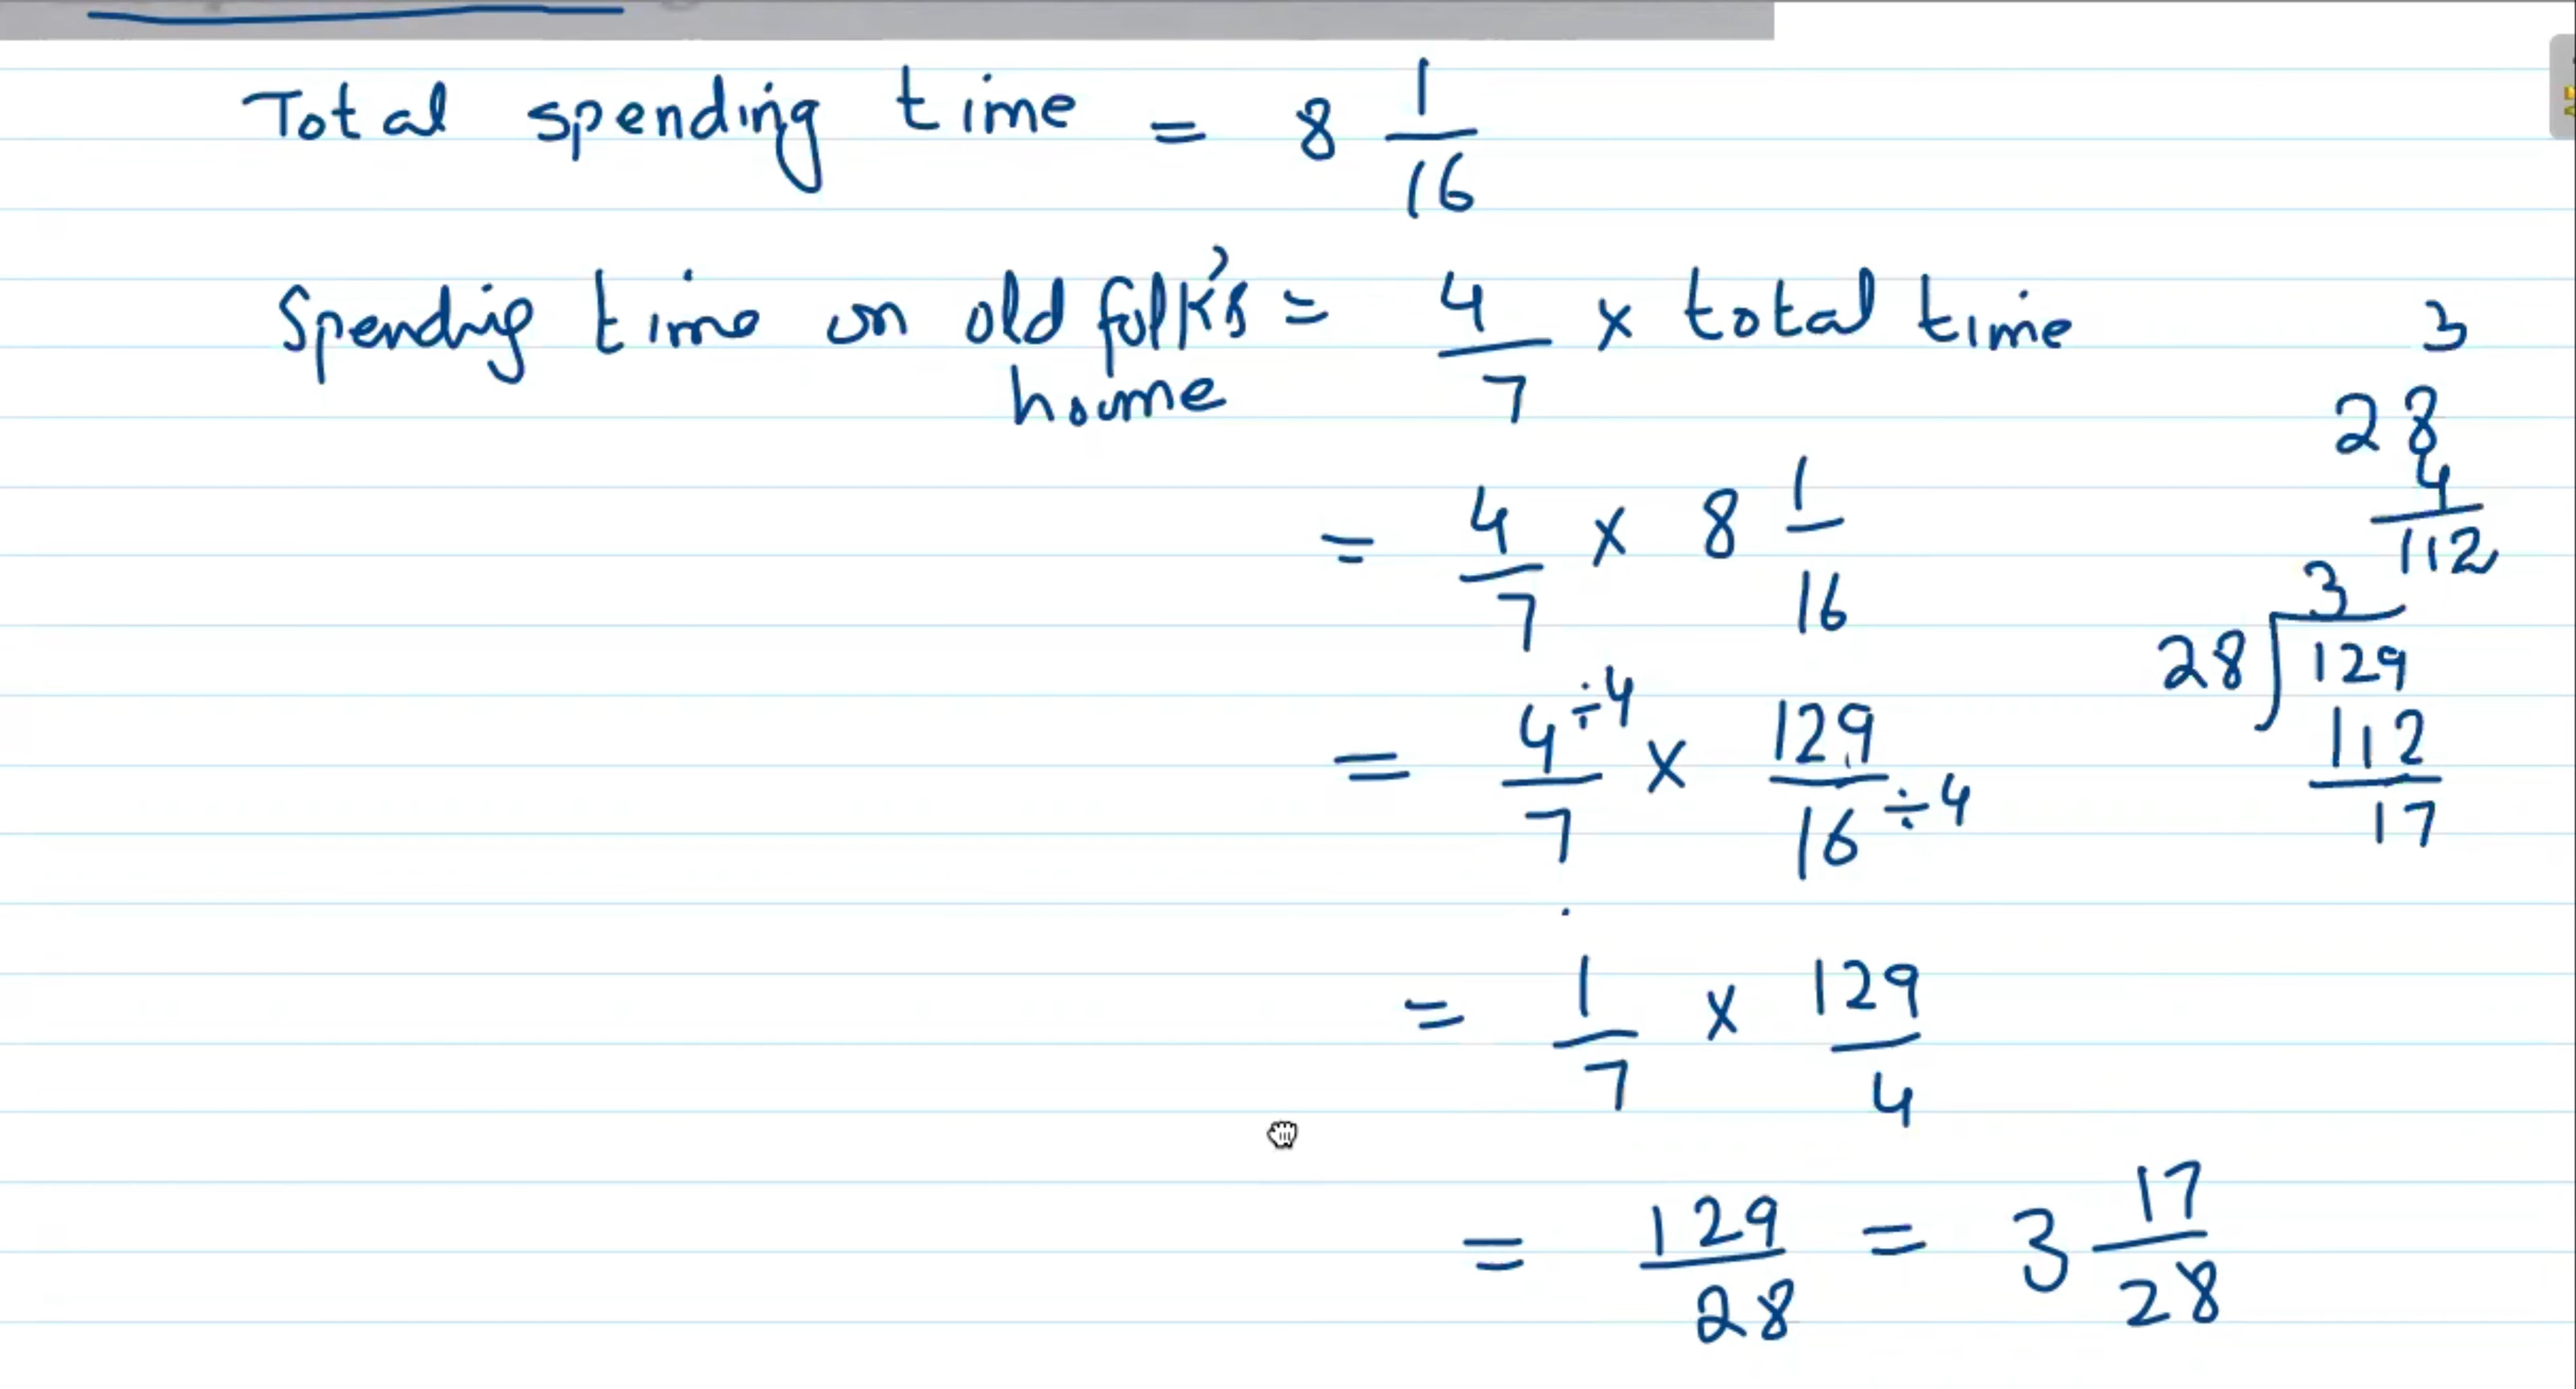 Total spending time = 8 1/16
Spending time on old folk's = 4/7 x total time
home
= 4/7 x 8 1/16
= 4÷4/7 x 129/16÷4
= 1/7 x 129/4
= 129/28 = 3 17/28
3
28
4
112
3
28 129
112
17